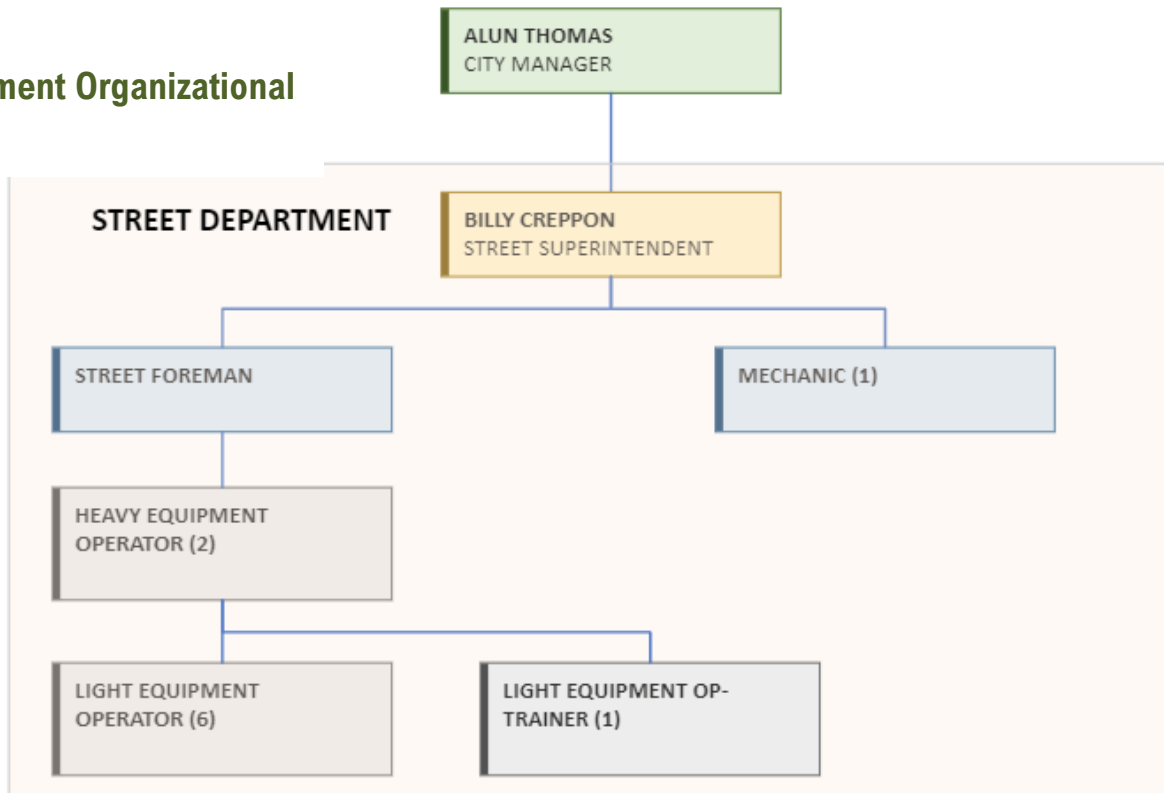 ALUN THOMAS
CITY MANAGER
ment Organizational
STREET DEPARTMENT
BILLY CREPPON
STREET SUPERINTENDENT
STREET FOREMAN
MECHANIC (1)
HEAVY EQUIPMENT
OPERATOR (2)
LIGHT EQUIPMENT
OPERATOR (6)
LIGHT EQUIPMENT OP-
TRAINER (1)